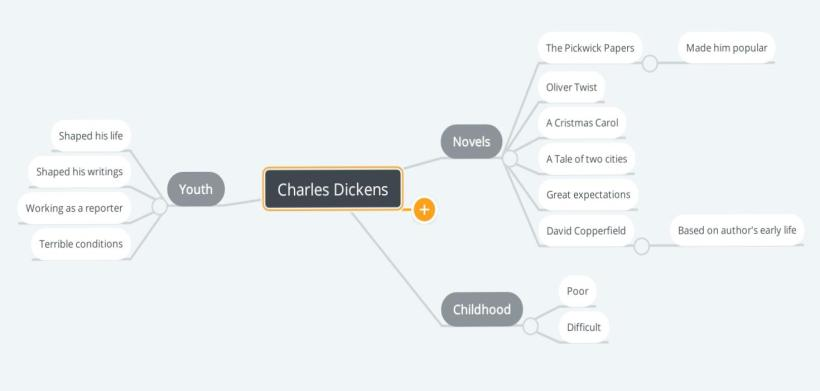 Charles Dickens
+
Youth
Shaped his life
Shaped his writings
Working as a reporter
Terrible conditions
Novels
The Pickwick Papers
Made him popular
Oliver Twist
A Cristmas Carol
A Tale of two cities
Great expectations
David Copperfield
Based on author's early life
Childhood
Poor
Difficult